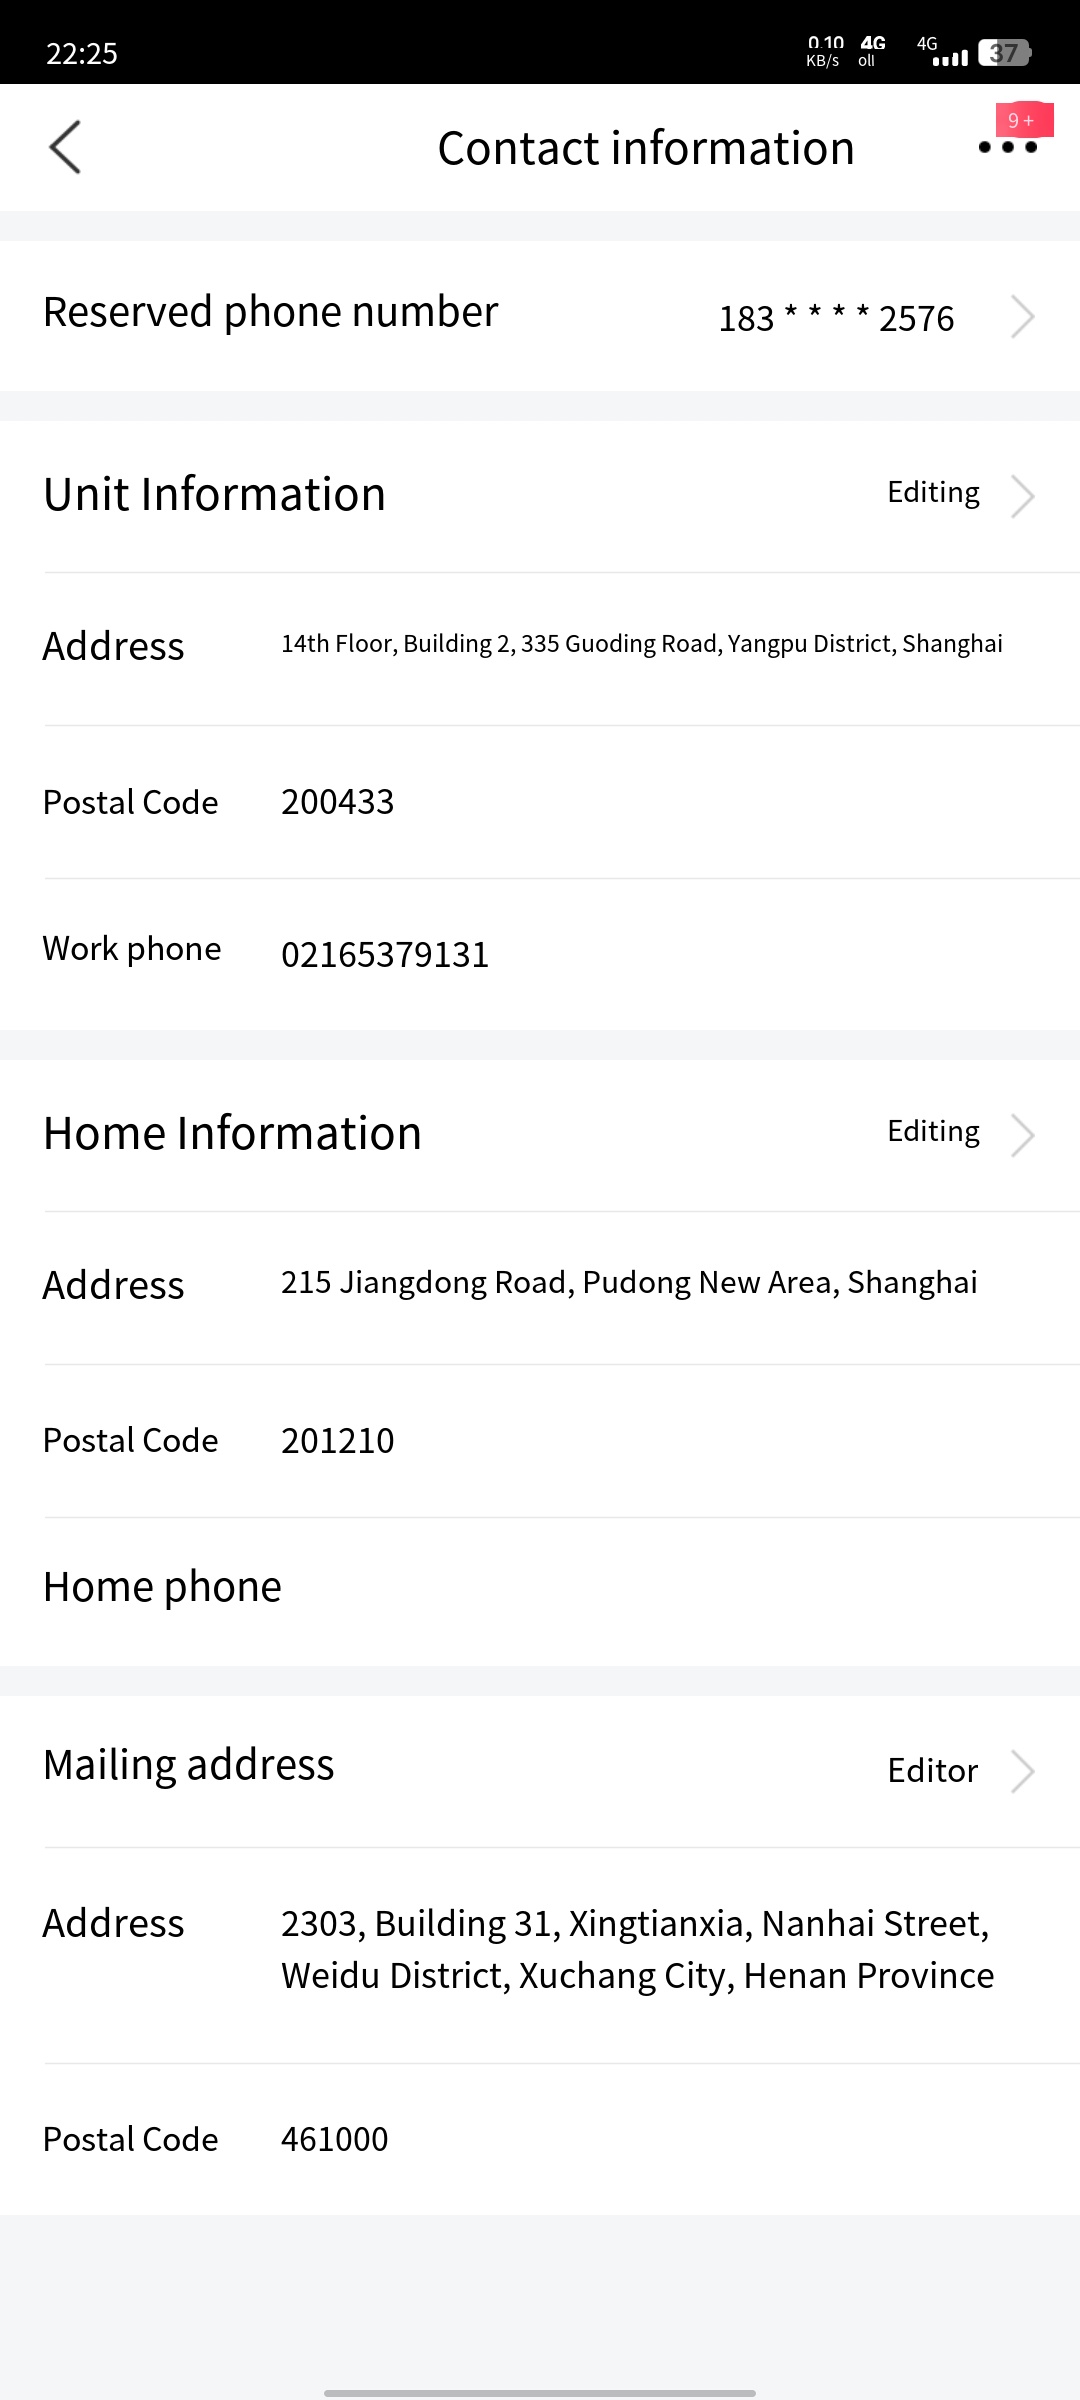 22:25
0.10 4G 4G 37
KB/s oll
Contact information
9+
Reserved phone number 183 * * * * 2576
Unit Information Editing
Address 14th Floor, Building 2, 335 Guoding Road, Yangpu District, Shanghai
Postal Code 200433
Work phone 02165379131
Home Information Editing
Address 215 Jiangdong Road, Pudong New Area, Shanghai
Postal Code 201210
Home phone
Mailing address Editor
Address 2303, Building 31, Xingtianxia, Nanhai Street,
Weidu District, Xuchang City, Henan Province
Postal Code 461000